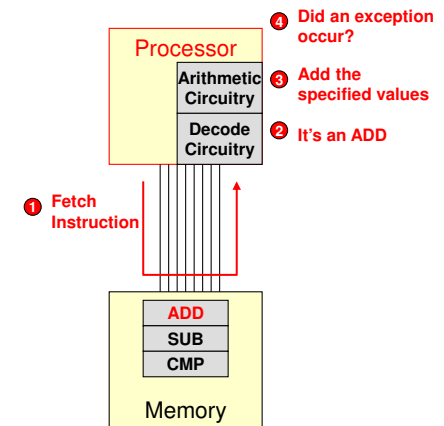 4 Did an exception
occur?
Processor
Arithmetic
Circuitry
3 Add the
specified values
Decode
Circuitry
2 It's an ADD
1 Fetch
Instruction
ADD
SUB
CMP
Memory